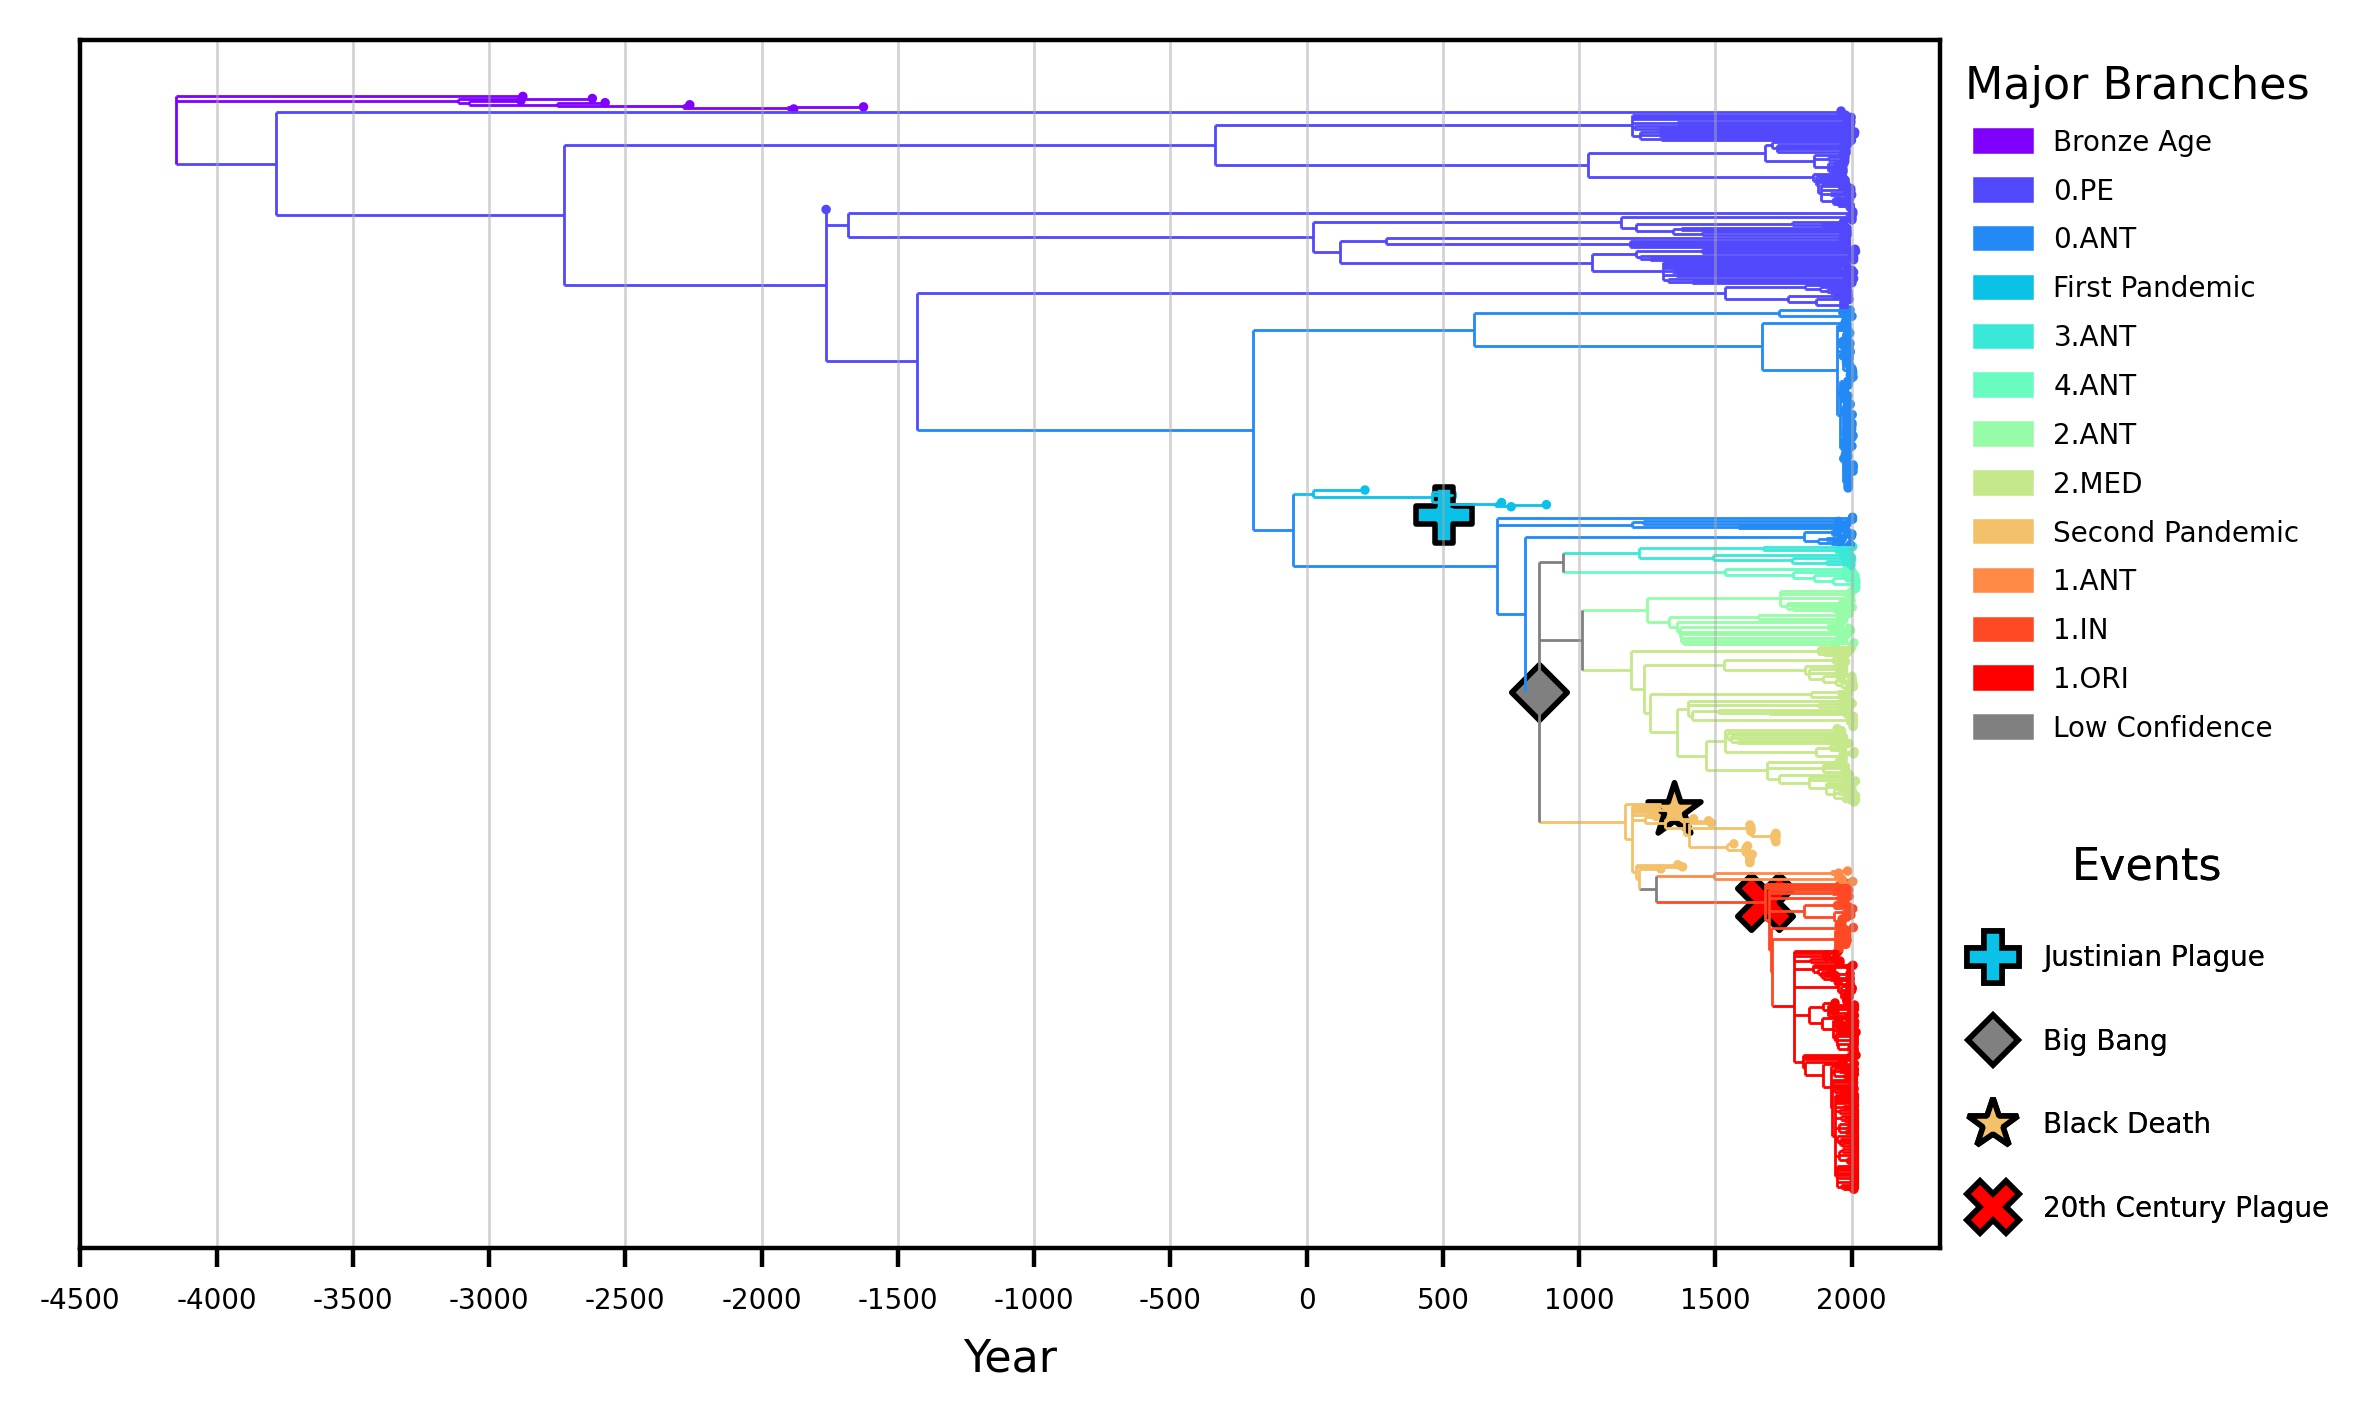 Major Branches
Bronze Age
0.PE
0.ANT
First Pandemic
3.ANT
4.ANT
2.ANT
2.MED
Second Pandemic
1.ANT
1.IN
1.ORI
Low Confidence
Events
Justinian Plague
Big Bang
Black Death
20th Century Plague
-4500 -4000 -3500 -3000 -2500 -2000 -1500 -1000 -500 0 500 1000 1500 2000
Year